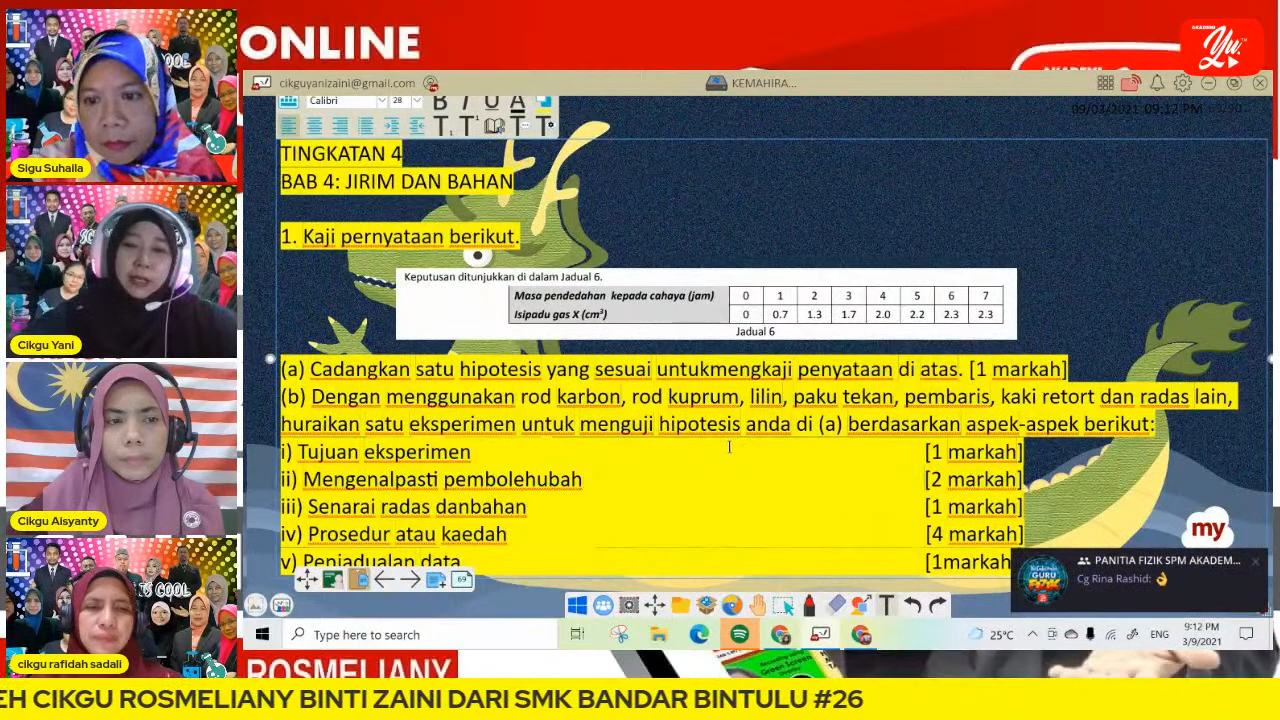 ONLINE
AKADEMI
Yu
cikguyanizaini@gmail.com
KEMAHIRA...
Calibri
28
09/03/2021 09:12 PM
TINGKATAN 4
BAB 4: JIRIM DAN BAHAN
1. Kaji pernyataan berikut.
Keputusan ditunjukkan di dalam Jadual 6.
Masa pendedahan kepada cahaya (jam) 0 1 2 3 4 5 6 7
Isipadu gas X (cm³) 0 0.7 1.3 1.7 2.0 2.2 2.3 2.3
Jadual 6
(a) Cadangkan satu hipotesis yang sesuai untukmengkaji penyataan di atas. [1 markah]
(b) Dengan menggunakan rod karbon, rod kuprum, lilin, paku tekan, pembaris, kaki retort dan radas lain,
huraikan satu eksperimen untuk menguji hipotesis anda di (a) berdasarkan aspek-aspek berikut:
i) Tujuan eksperimen [1 markah]
ii) Mengenalpasti pembolehubah [2 markah]
iii) Senarai radas danbahan [1 markah]
iv) Prosedur atau kaedah [4 markah]
v) Penjadualan data [1markah
69
my
PANITIA FIZIK SPM AKADEM...
Cg Rina Rashid: 👌
Type here to search
25°C
ENG
9:12 PM
3/9/2021
Sigu Suhaila
Cikgu Yani
Cikgu Aisyanty
cikgu rafidah sadali
ROSMELIANY
EH CIKGU ROSMELIANY BINTI ZAINI DARI SMK BANDAR BINTULU #26